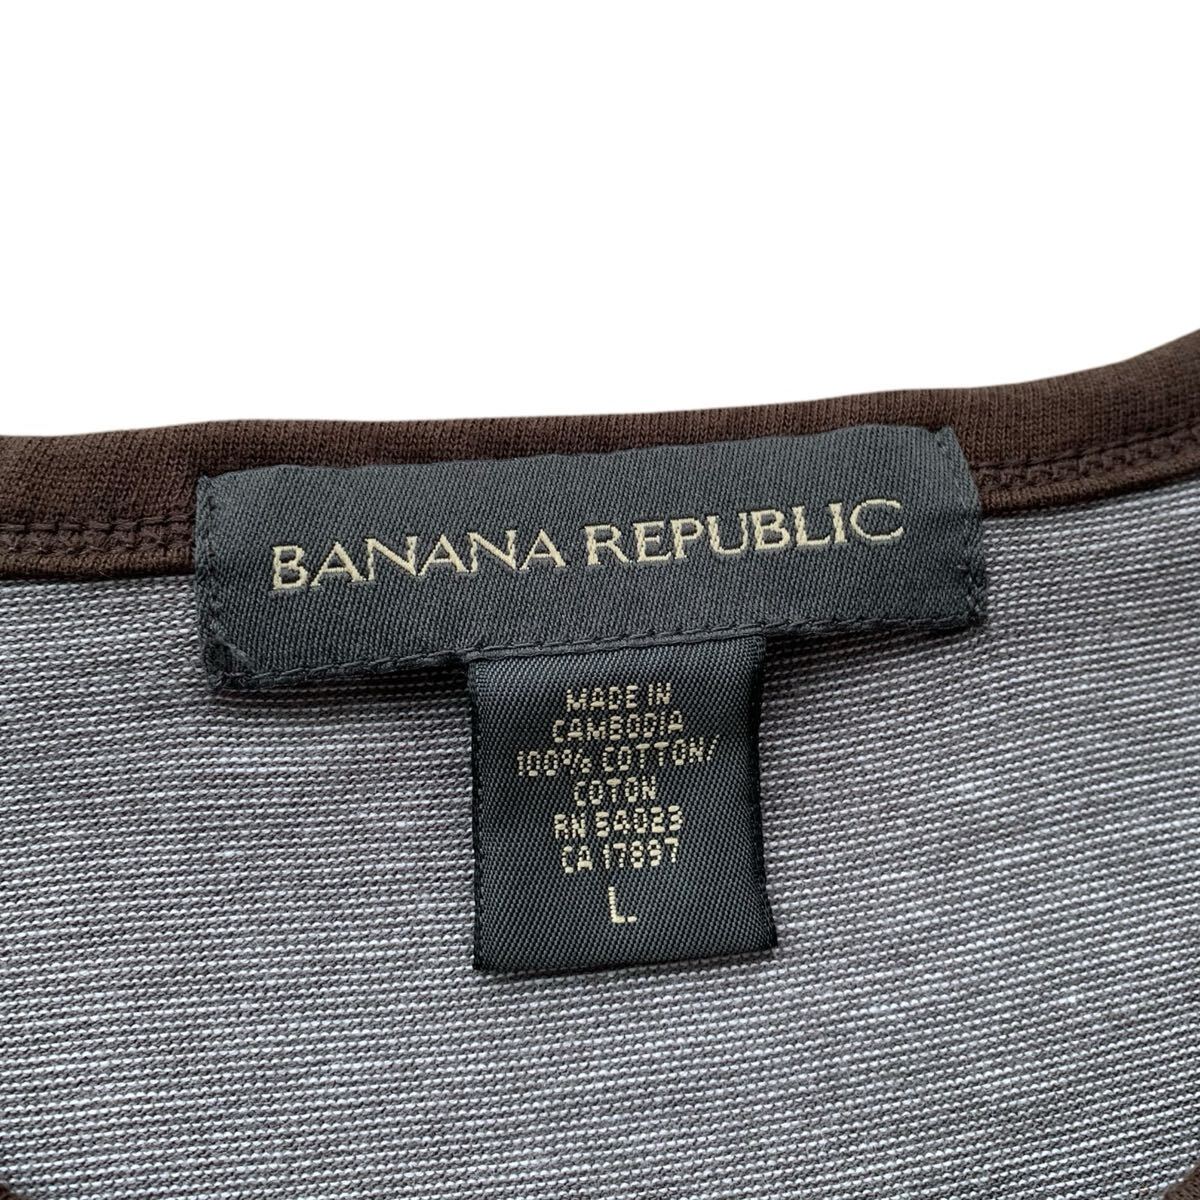 BANANA REPUBLIC
MADE IN
CAMBODIA
100% COTTON/
COTON
RN 54023
CA 17897
L